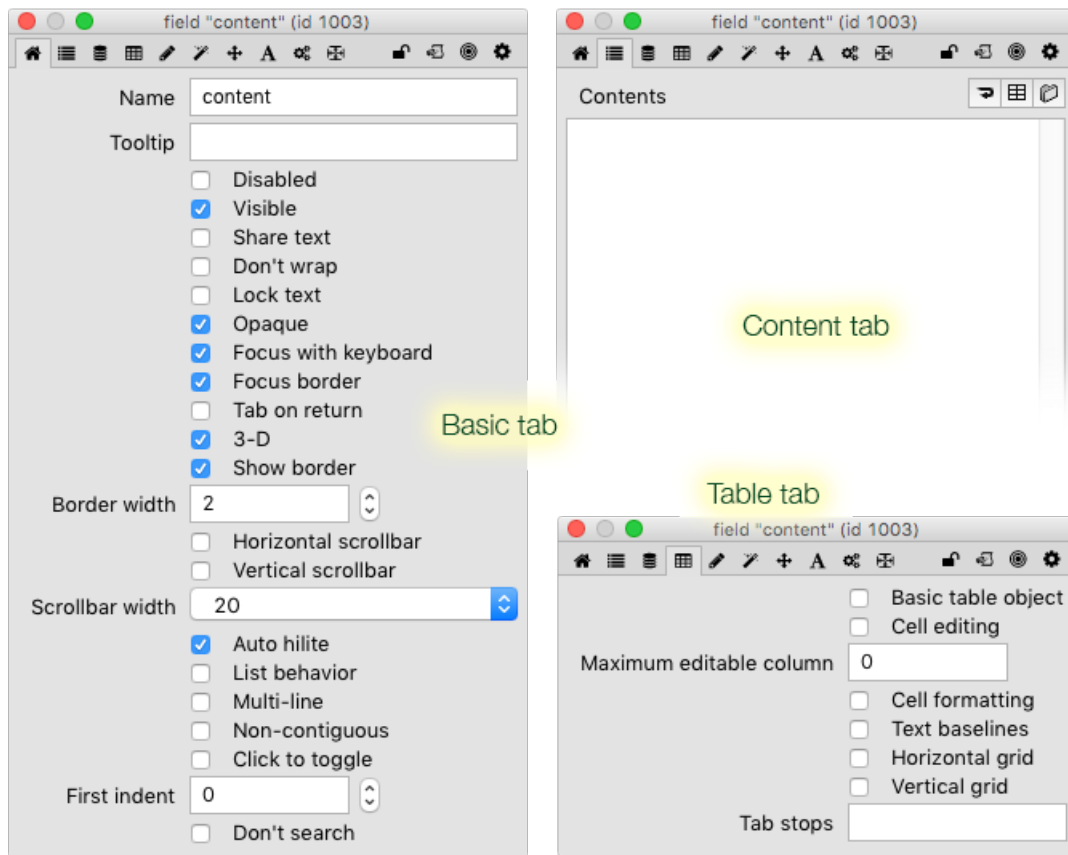 field "content" (id 1003)
Name content
Tooltip
Disabled
Visible
Share text
Don't wrap
Lock text
Opaque
Focus with keyboard
Focus border
Tab on return
3-D
Show border
Border width 2
Horizontal scrollbar
Vertical scrollbar
Scrollbar width 20
Auto hilite
List behavior
Multi-line
Non-contiguous
Click to toggle
First indent 0
Don't search
Basic tab
field "content" (id 1003)
Contents
Content tab
Table tab
field "content" (id 1003)
Basic table object
Cell editing
Maximum editable column 0
Cell formatting
Text baselines
Horizontal grid
Vertical grid
Tab stops